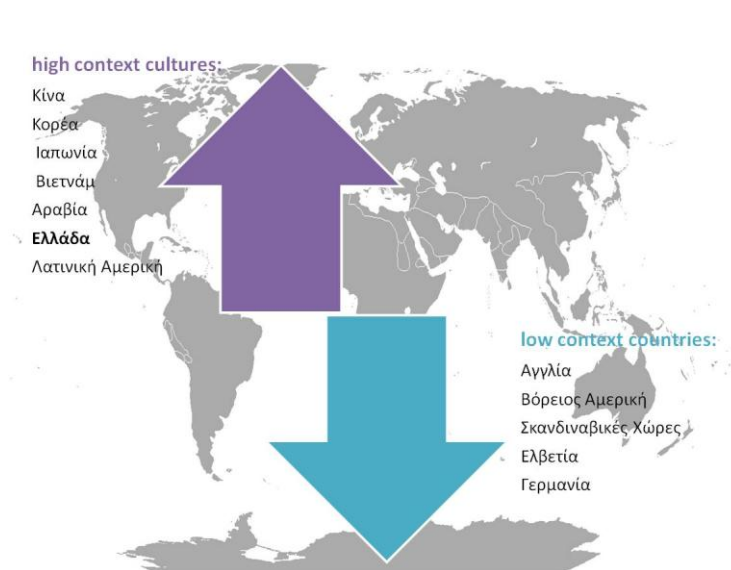 high context cultures:
Κίνα
Κορέα
Ιαπωνία
Βιετνάμ
Αραβία
Ελλάδα
Λατινική Αμερική
low context countries:
Αγγλία
Βόρειος Αμερική
Σκανδιναβικές Χώρες
Ελβετία
Γερμανία